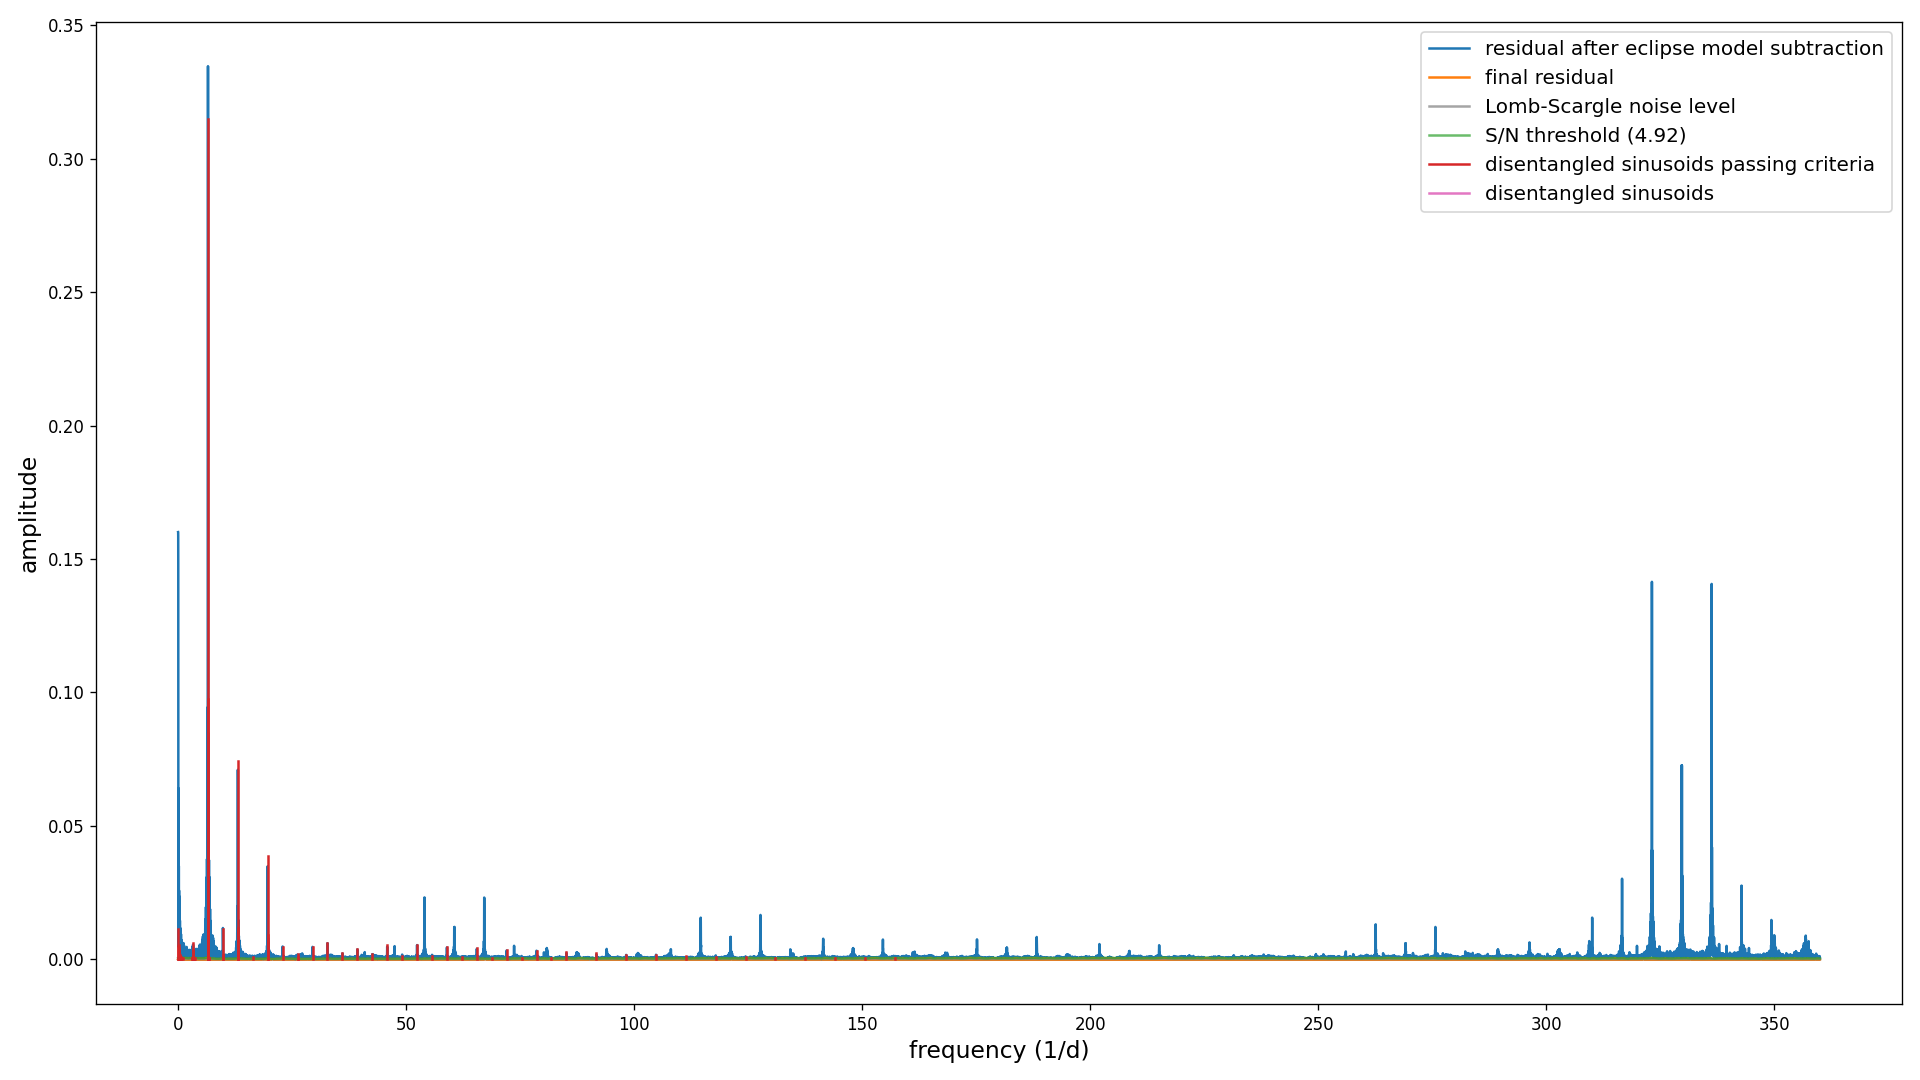 0.35
0.30
0.25
0.20
0.15
0.10
0.05
0.00
amplitude
residual after eclipse model subtraction
final residual
Lomb-Scargle noise level
S/N threshold (4.92)
disentangled sinusoids passing criteria
disentangled sinusoids
0 50 100 150 200 250 300 350
frequency (1/d)